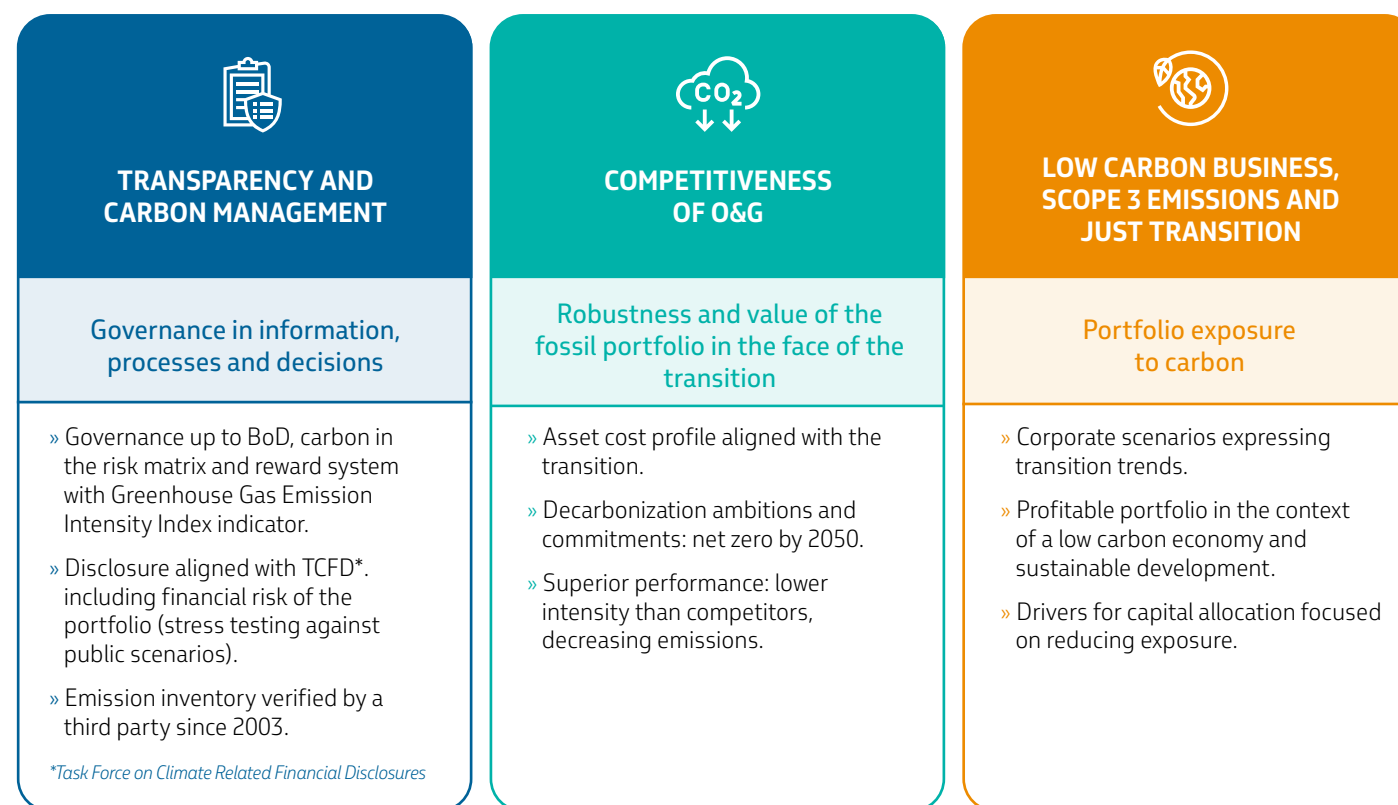 TRANSPARENCY AND
CARBON MANAGEMENT
Governance in information,
processes and decisions
» Governance up to BoD, carbon in
the risk matrix and reward system
with Greenhouse Gas Emission
Intensity Index indicator.
» Disclosure aligned with TCFD*.
including financial risk of the
portfolio (stress testing against
public scenarios).
» Emission inventory verified by a
third party since 2003.
*Task Force on Climate Related Financial Disclosures
CO₂
COMPETITIVENESS
OF O&G
Robustness and value of the
fossil portfolio in the face of the
transition
» Asset cost profile aligned with the
transition.
» Decarbonization ambitions and
commitments: net zero by 2050.
» Superior performance: lower
intensity than competitors,
decreasing emissions.
LOW CARBON BUSINESS,
SCOPE 3 EMISSIONS AND
JUST TRANSITION
Portfolio exposure
to carbon
» Corporate scenarios expressing
transition trends.
» Profitable portfolio in the context
of a low carbon economy and
sustainable development.
» Drivers for capital allocation focused
on reducing exposure.